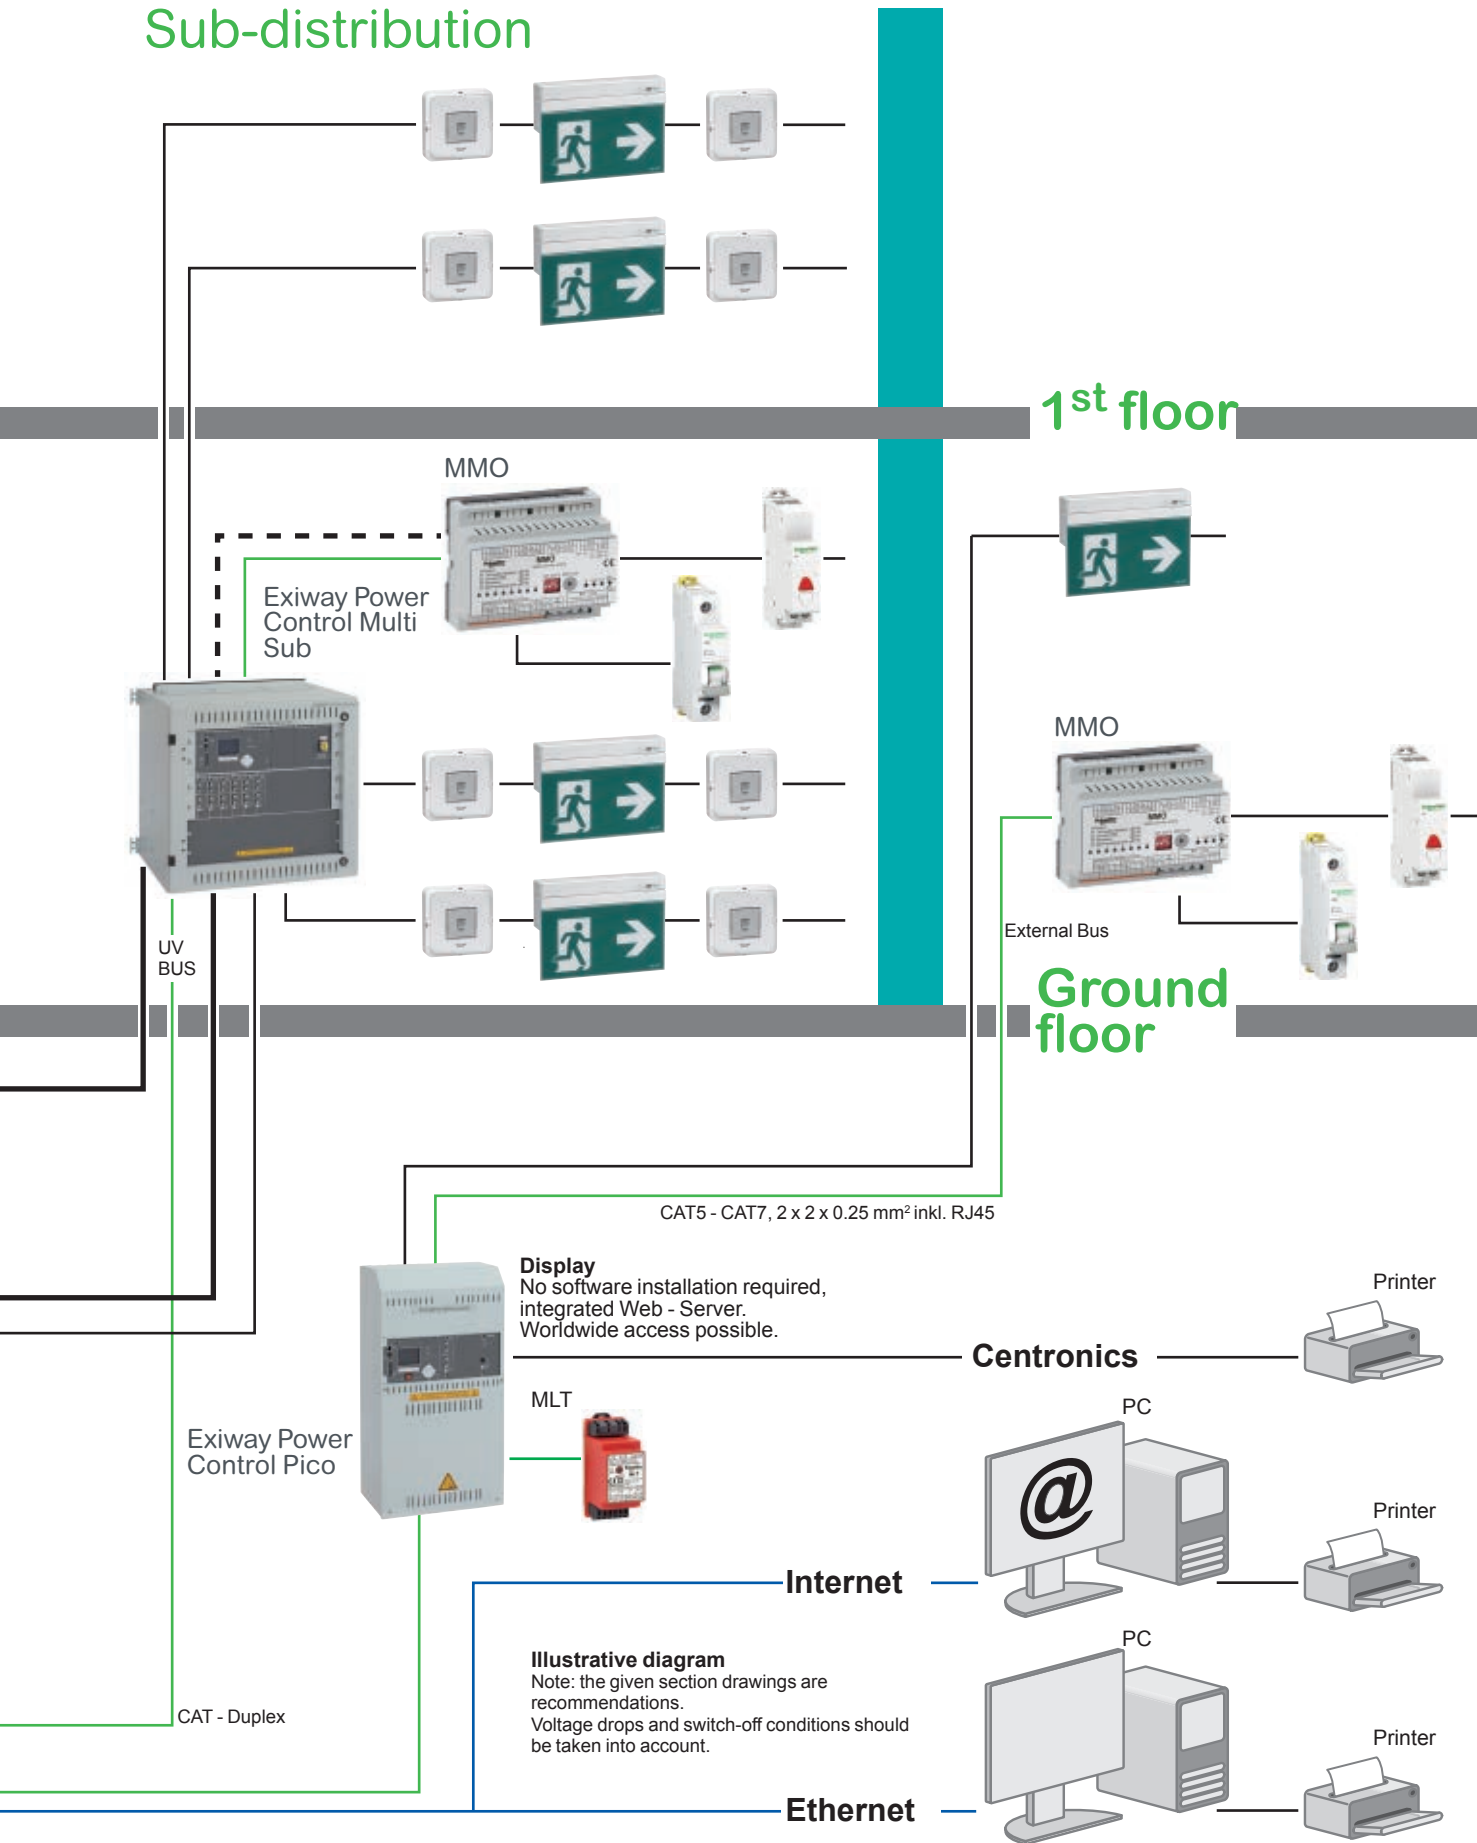 Sub-distribution
1st floor
MMO
Exiway Power
Control Multi
Sub
MMO
MMO
MMO
External Bus
UV
BUS
Ground
floor
CAT5 - CAT7, 2 x 2 x 0.25 mm² inkl. RJ45
Display
No software installation required,
integrated Web - Server.
Worldwide access possible.
Printer
Centronics
MLT
PC
Exiway Power
Control Pico
@
Printer
Internet
PC
Illustrative diagram
Note: the given section drawings are
recommendations.
Voltage drops and switch-off conditions should
be taken into account.
CAT - Duplex
Printer
Ethernet